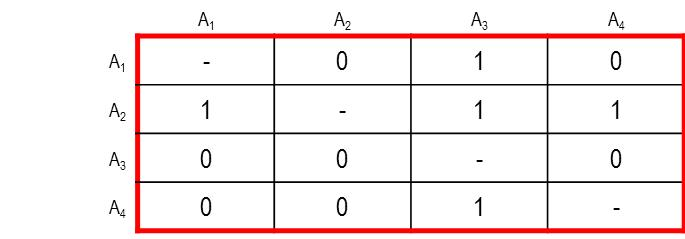 A₁ A₂ A₃ A₄
A₁ - 0 1 0
A₂ 1 - 1 1
A₃ 0 0 - 0
A₄ 0 0 1 -